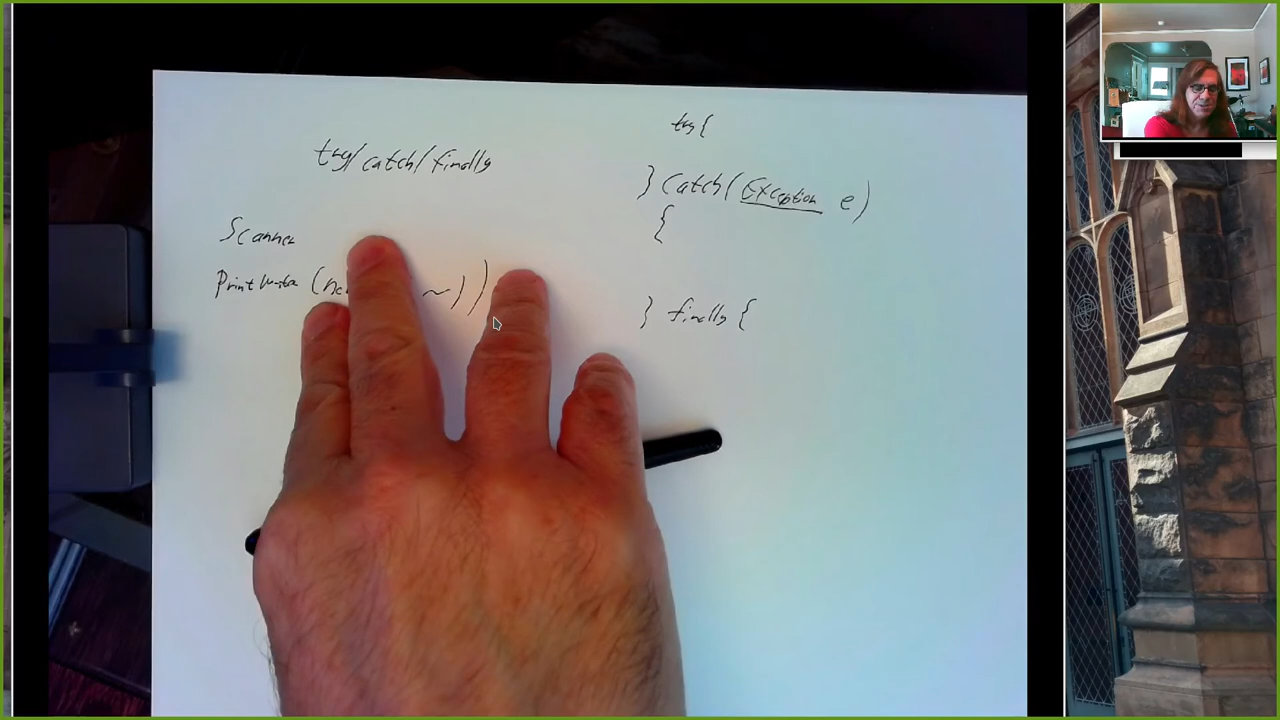 try/catch/finally
Scanner
PrintWriter (ne ~))
try{
} catch(Exception e)
{
} finally {